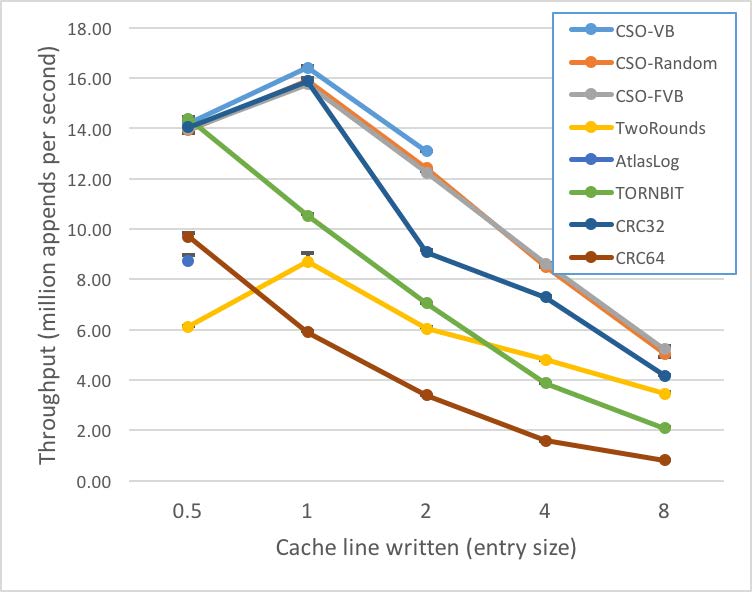 Throughput (million appends per second)
18.00
16.00
14.00
12.00
10.00
8.00
6.00
4.00
2.00
0.00
0.5 1 2 4 8
Cache line written (entry size)
CSO-VB
CSO-Random
CSO-FVB
TwoRounds
AtlasLog
TORNBIT
CRC32
CRC64